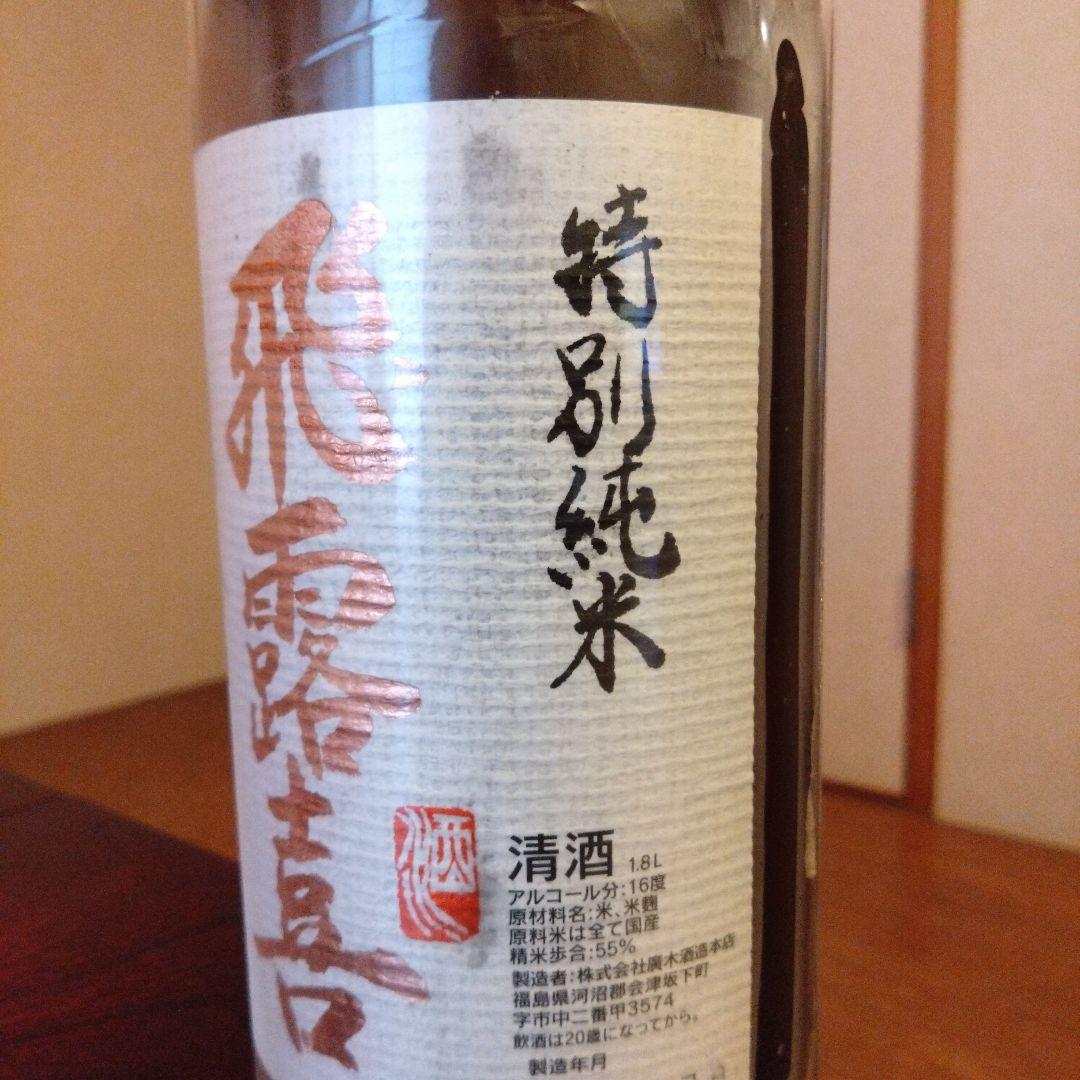 特別純米
飛露喜
酒
清酒 1.8L
アルコール分:16度
原材料名:米、米麹
原料米は全て国産
精米歩合:55%
製造者:株式会社廣木酒造本店
福島県河沼郡会津坂下町
字市中二番甲3574
飲酒は20歳になってから。
製造年月